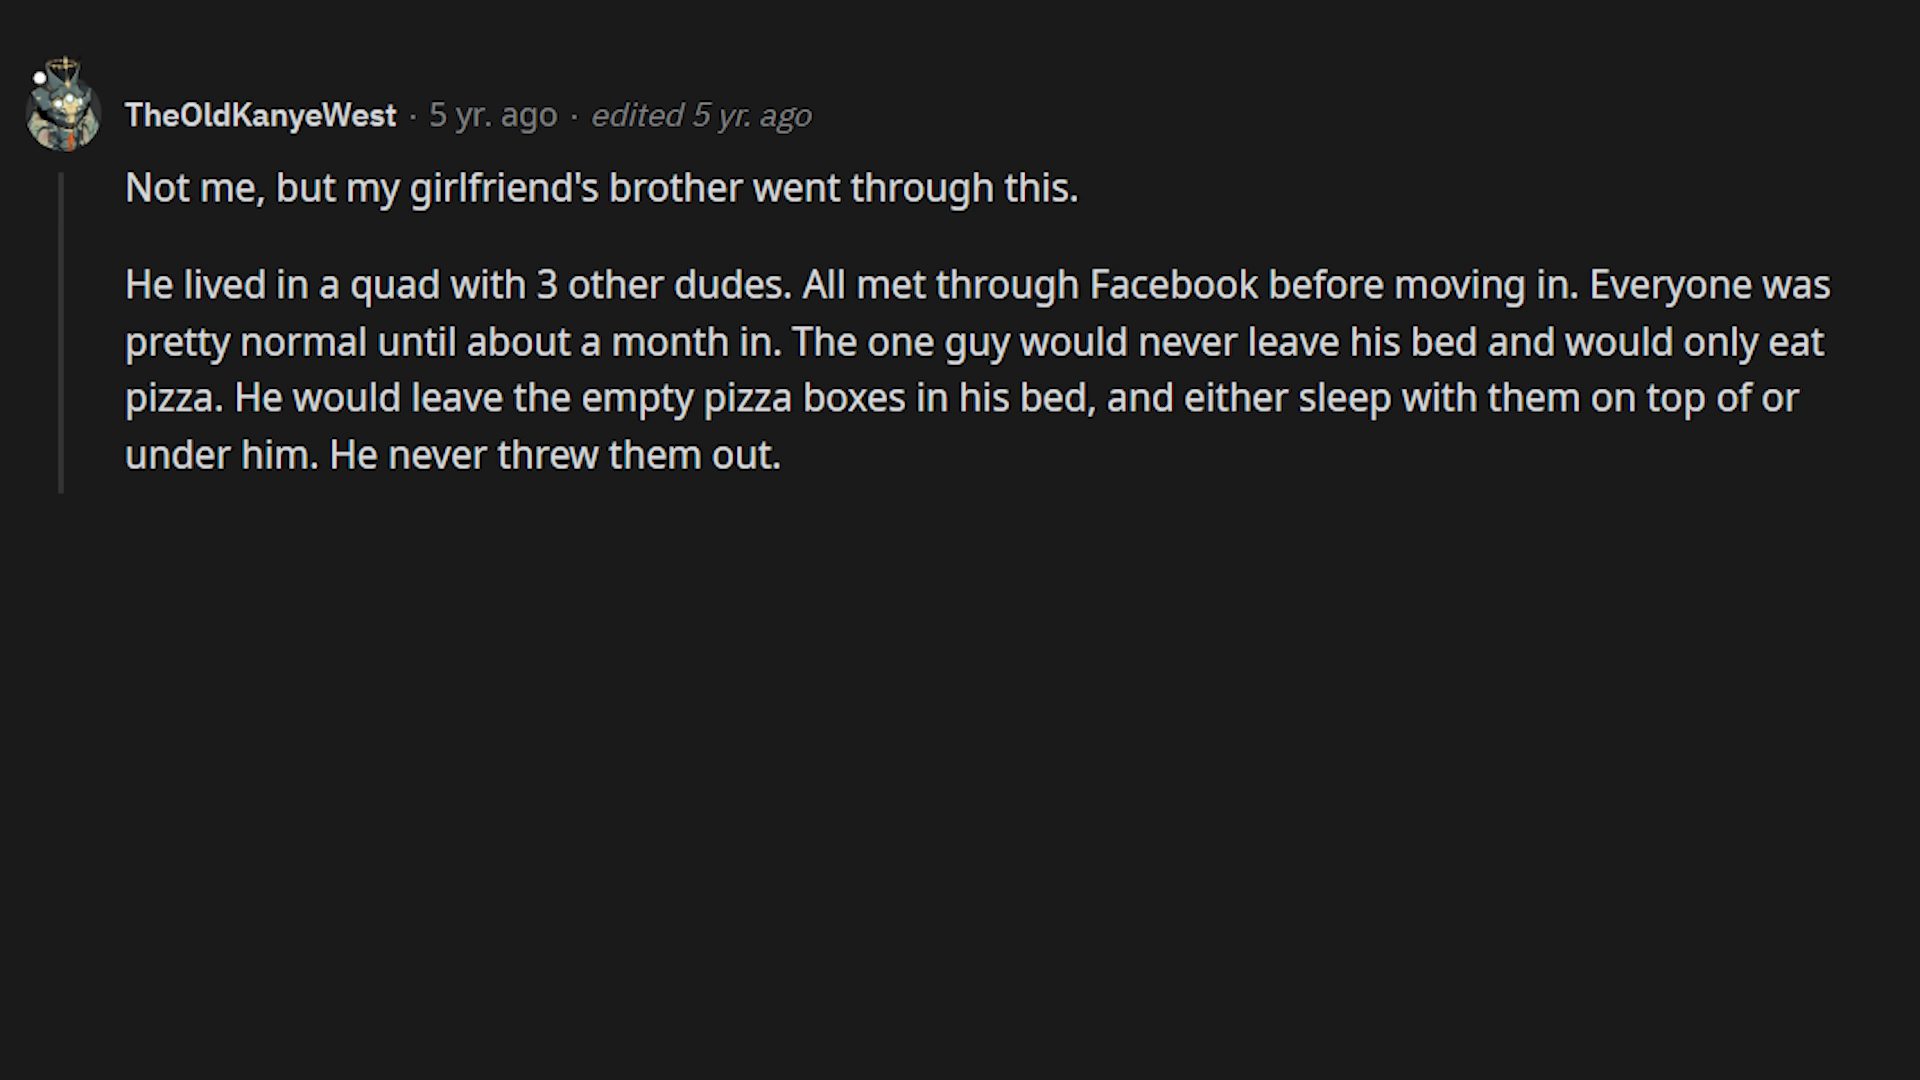 TheOldKanyeWest · 5 yr. ago · edited 5 yr. ago
Not me, but my girlfriend's brother went through this.
He lived in a quad with 3 other dudes. All met through Facebook before moving in. Everyone was
pretty normal until about a month in. The one guy would never leave his bed and would only eat
pizza. He would leave the empty pizza boxes in his bed, and either sleep with them on top of or
under him. He never threw them out.